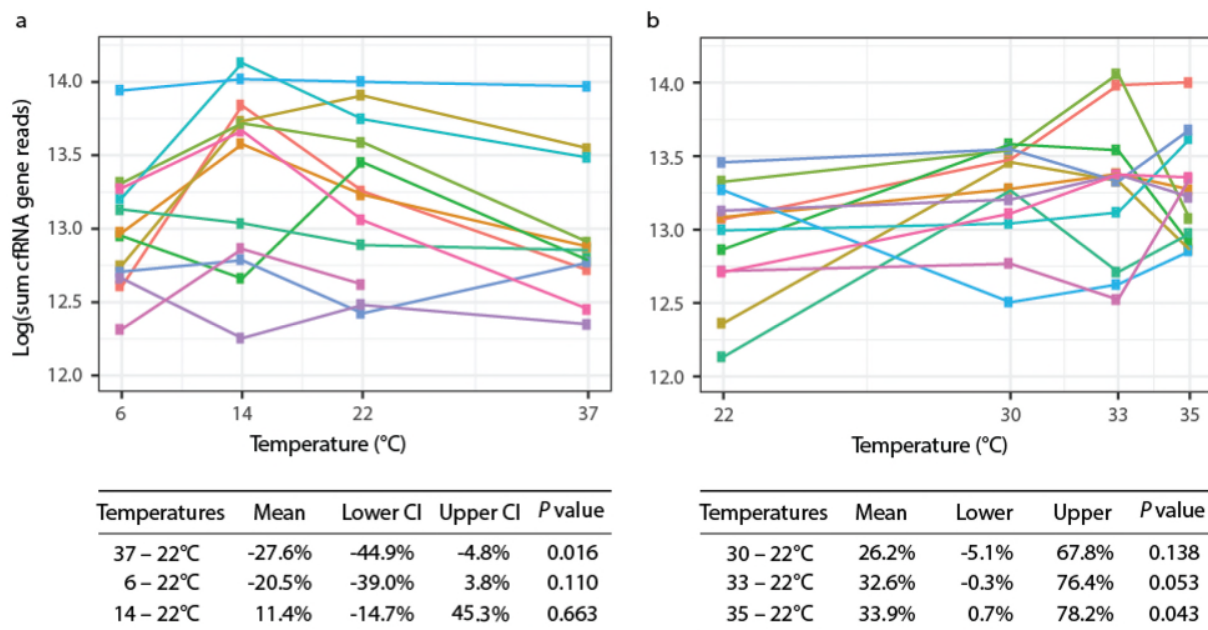 a
Log(sum cfRNA gene reads)
14.0
13.5
13.0
12.5
12.0
6 14 22 37
Temperature (°C)
Temperatures Mean Lower CI Upper CI P value
37 – 22°C -27.6% -44.9% -4.8% 0.016
6 – 22°C -20.5% -39.0% 3.8% 0.110
14 – 22°C 11.4% -14.7% 45.3% 0.663
b
14.0
13.5
13.0
12.5
12.0
22 30 33 35
Temperature (°C)
Temperatures Mean Lower Upper P value
30 – 22°C 26.2% -5.1% 67.8% 0.138
33 – 22°C 32.6% -0.3% 76.4% 0.053
35 – 22°C 33.9% 0.7% 78.2% 0.043